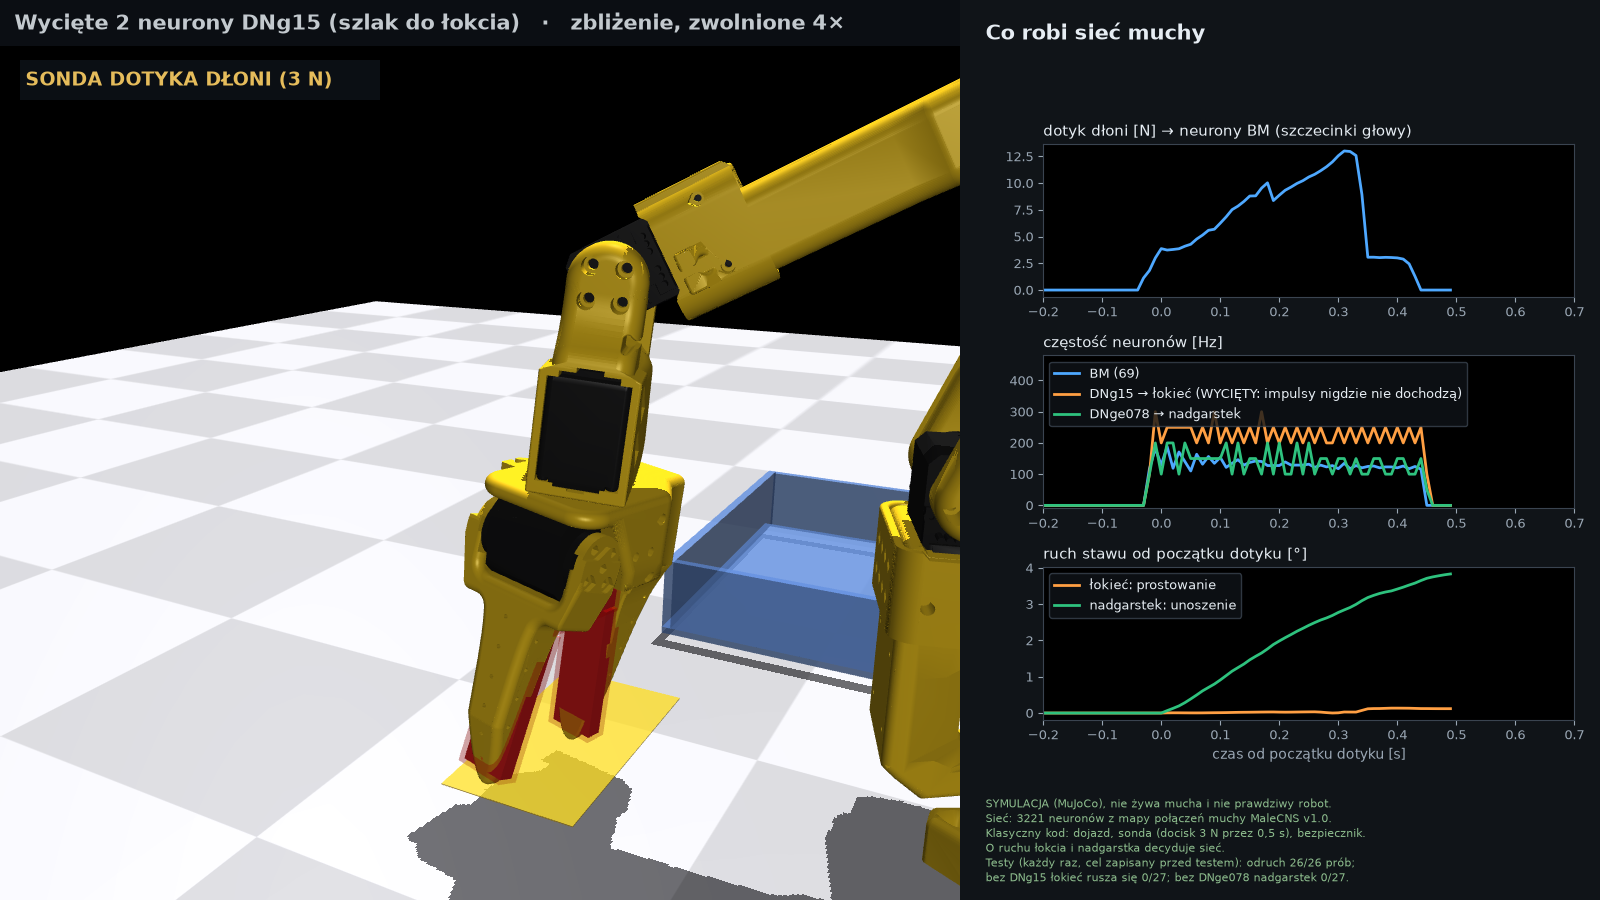 Wycięte 2 neurony DNg15 (szlak do łokcia)   ·   zbliżenie, zwolnione 4×
SONDA DOTYKA DŁONI (3 N)
Co robi sieć muchy
dotyk dłoni [N] → neurony BM (szczecinki głowy)
12.5
10.0
7.5
5.0
2.5
0.0
−0.2 −0.1 0.0 0.1 0.2 0.3 0.4 0.5 0.6 0.7
częstość neuronów [Hz]
400
300
200
100
0
BM (69)
DNg15 → łokieć (WYCIĘTY: impulsy nigdzie nie dochodzą)
DNge078 → nadgarstek
−0.2 −0.1 0.0 0.1 0.2 0.3 0.4 0.5 0.6 0.7
ruch stawu od początku dotyku [°]
4
3
2
1
0
łokieć: prostowanie
nadgarstek: unoszenie
−0.2 −0.1 0.0 0.1 0.2 0.3 0.4 0.5 0.6 0.7
czas od początku dotyku [s]
SYMULACJA (MuJoCo), nie żywa mucha i nie prawdziwy robot.
Sieć: 3221 neuronów z mapy połączeń muchy MaleCNS v1.0.
Klasyczny kod: dojazd, sonda (docisk 3 N przez 0,5 s), bezpiecznik.
O ruchu łokcia i nadgarstka decyduje sieć.
Testy (każdy raz, cel zapisany przed testem): odruch 26/26 prób;
bez DNg15 łokieć rusza się 0/27; bez DNge078 nadgarstek 0/27.